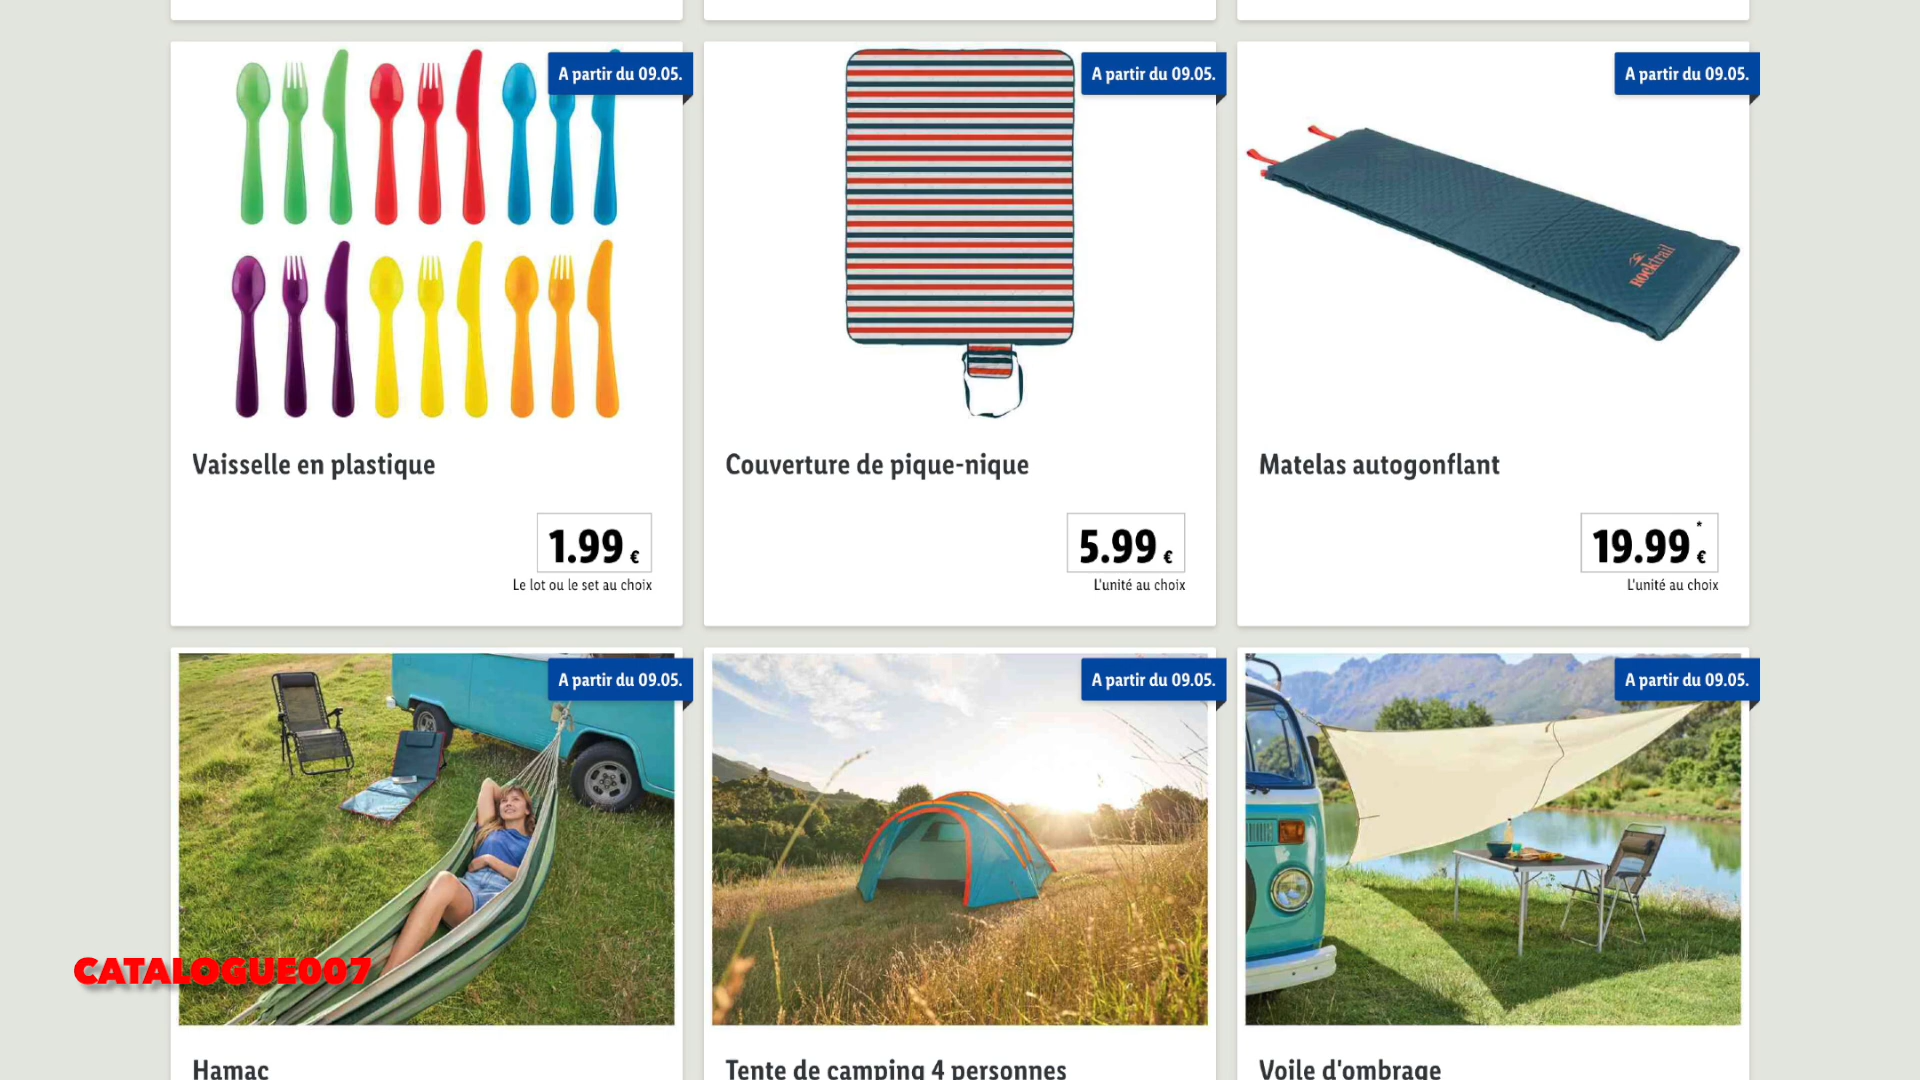 A partir du 09.05.
A partir du 09.05.
A partir du 09.05.
Rocktrail
Vaisselle en plastique
Couverture de pique-nique
Matelas autogonflant
1.99 €
Le lot ou le set au choix
5.99 €
L'unité au choix
19.99 * €
L'unité au choix
A partir du 09.05.
A partir du 09.05.
A partir du 09.05.
CATALOGUE007
Hamac
Tente de camping 4 personnes
Voile d'ombrage